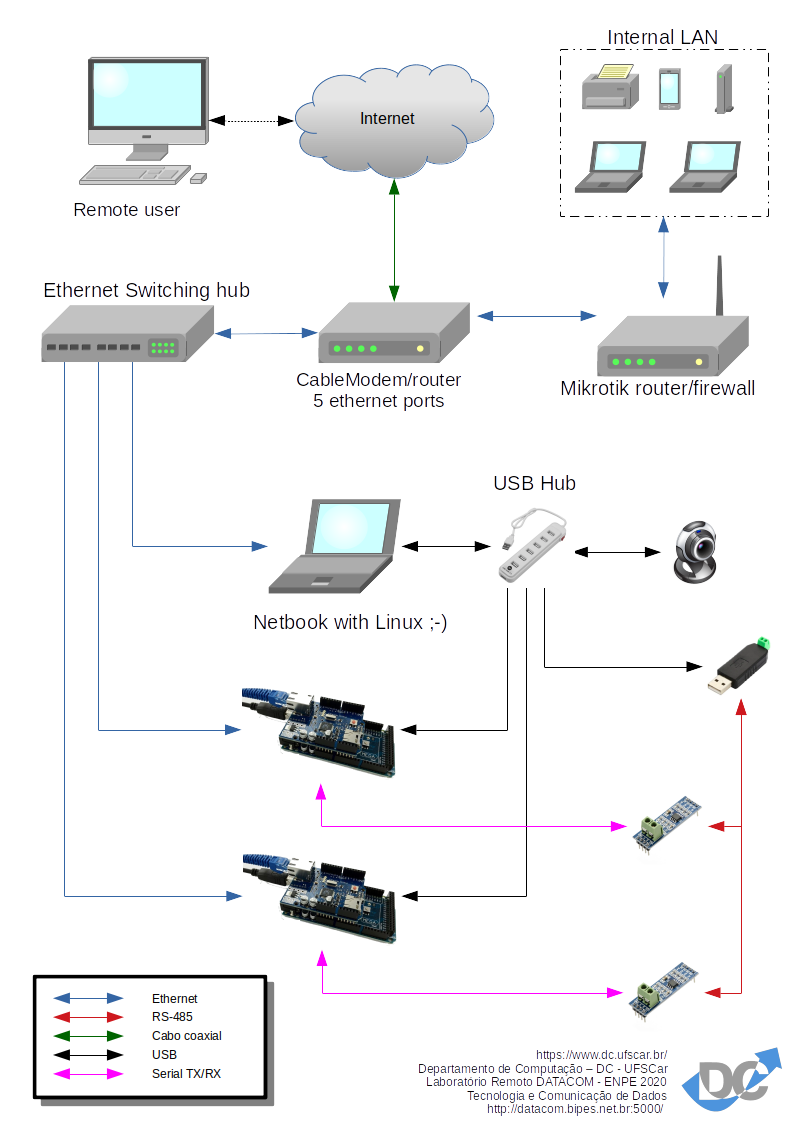 Internal LAN
Internet
Remote user
Ethernet Switching hub
CableModem/router
5 ethernet ports
Mikrotik router/firewall
USB Hub
Netbook with Linux ;-)
Ethernet
RS-485
Cabo coaxial
USB
Serial TX/RX
https://www.dc.ufscar.br/
Departamento de Computação – DC - UFSCar
Laboratório Remoto DATACOM - ENPE 2020
Tecnologia e Comunicação de Dados
http://datacom.bipes.net.br:5000/
DC